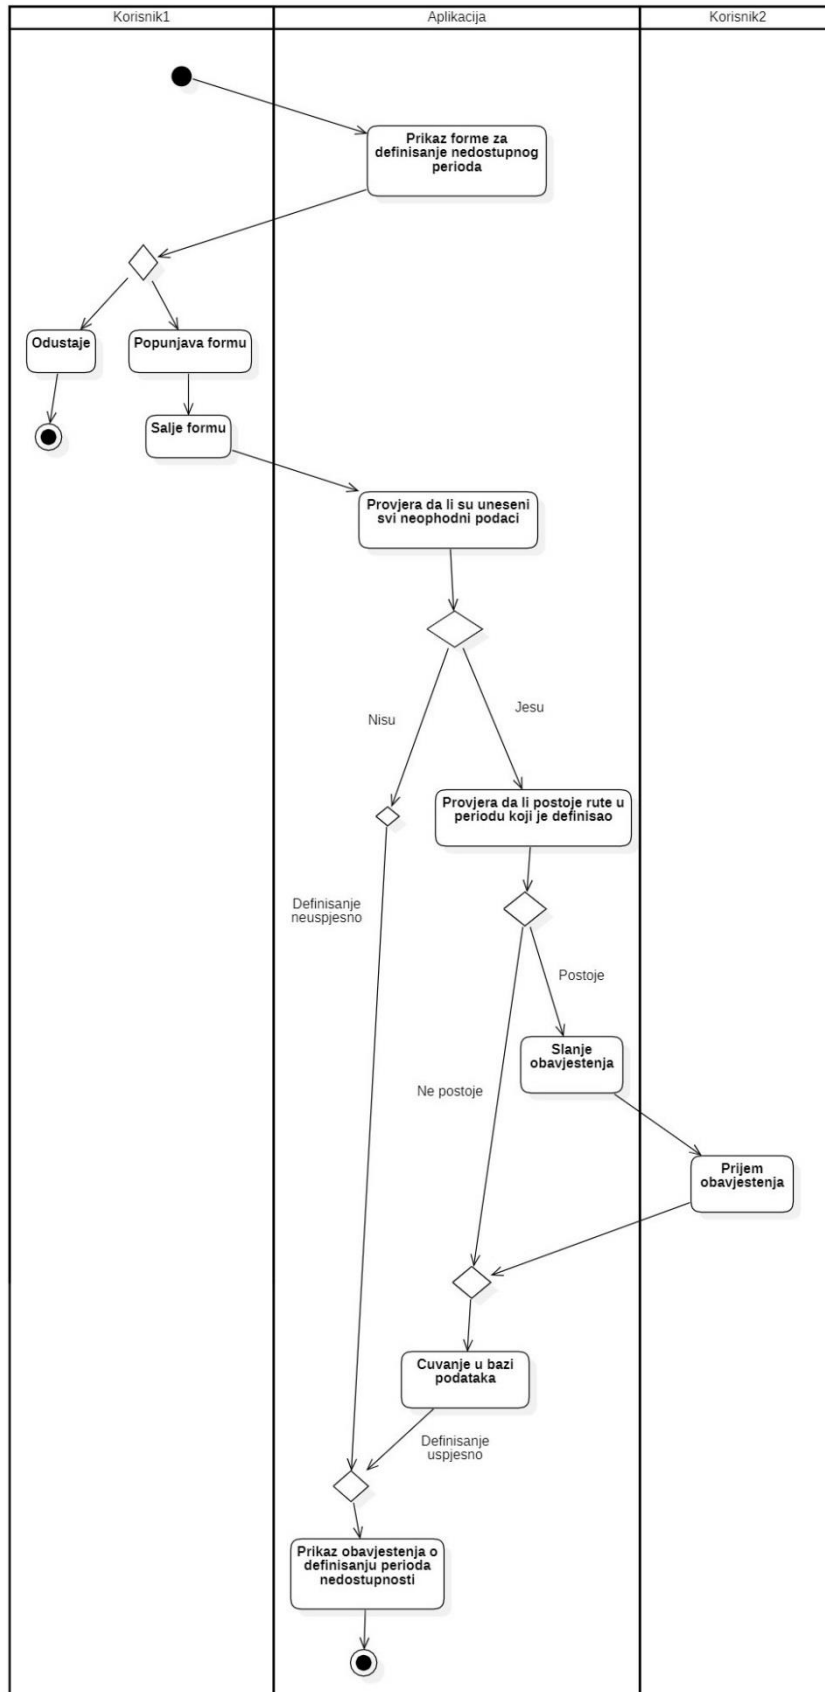 Korisnik1
Aplikacija
Korisnik2
Prikaz forme za
definisanje nedostupnog
perioda
Odustaje
Popunjava formu
Salje formu
Provjera da li su uneseni
svi neophodni podaci
Nisu
Jesu
Provjera da li postoje rute u
periodu koji je definisao
Definisanje
neuspjesno
Postoje
Slanje
obavjestenja
Ne postoje
Prijem
obavjestenja
Cuvanje u bazi
podataka
Definisanje
uspjesno
Prikaz obavjestenja o
definisanju perioda
nedostupnosti